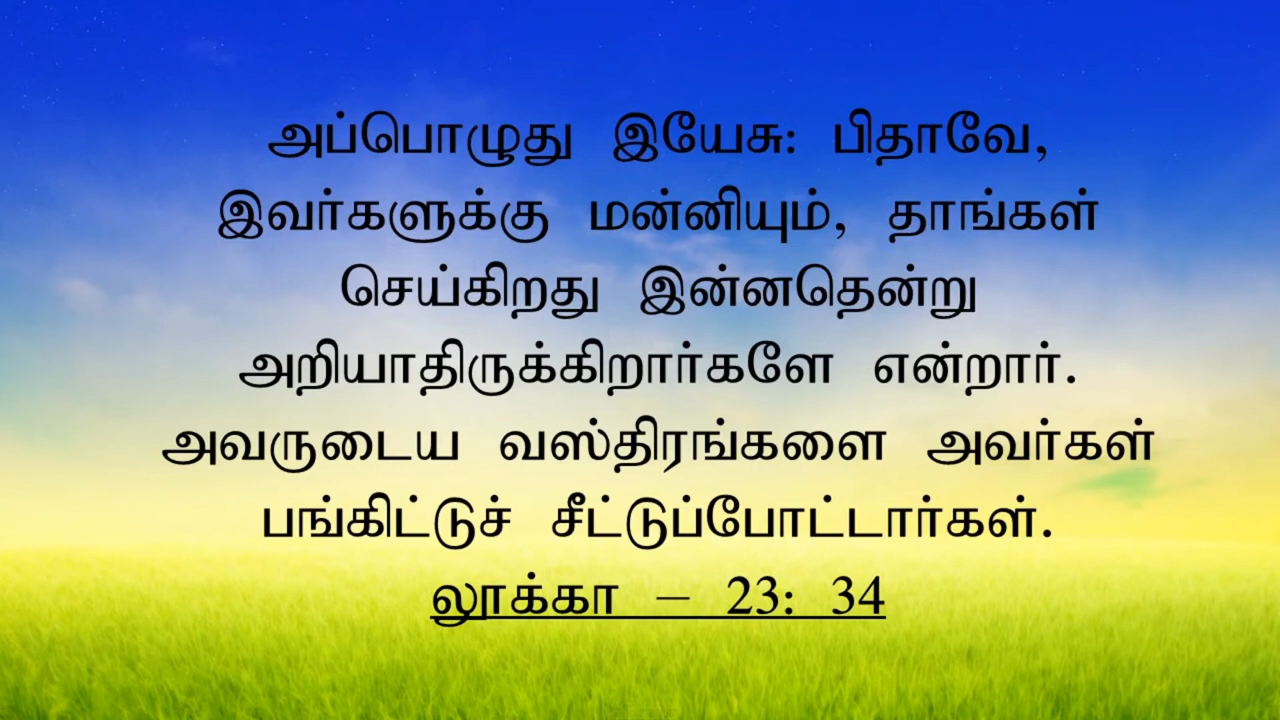 அப்பொழுது இயேசு: பிதாவே,
இவர்களுக்கு மன்னியும், தாங்கள்
செய்கிறது இன்னதென்று
அறியாதிருக்கிறார்களே என்றார்.
அவருடைய வஸ்திரங்களை அவர்கள்
பங்கிட்டுச் சீட்டுப்போட்டார்கள்.
லூக்கா – 23: 34